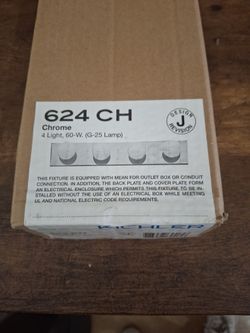 624 CH
Chrome
4 Light, 60-W. (G-25 Lamp)
DESIGN
J
REVISION
THIS FIXTURE IS EQUIPPED WITH MEAN FOR OUTLET BOX OR CONDUIT
CONNECTION. IN ADDITION, THE BACK PLATE AND COVER PLATE FORM
AN ELECTRICAL ENCLOSURE WHICH PERMITS THIS FIXTURE TO BE IN-
STALLED WITHOUT THE USE OF AN ELECTRICAL BOX WHILE MEETING
UL AND NATIONAL ELECTRIC CODE REQUIREMENTS.
KICHLER